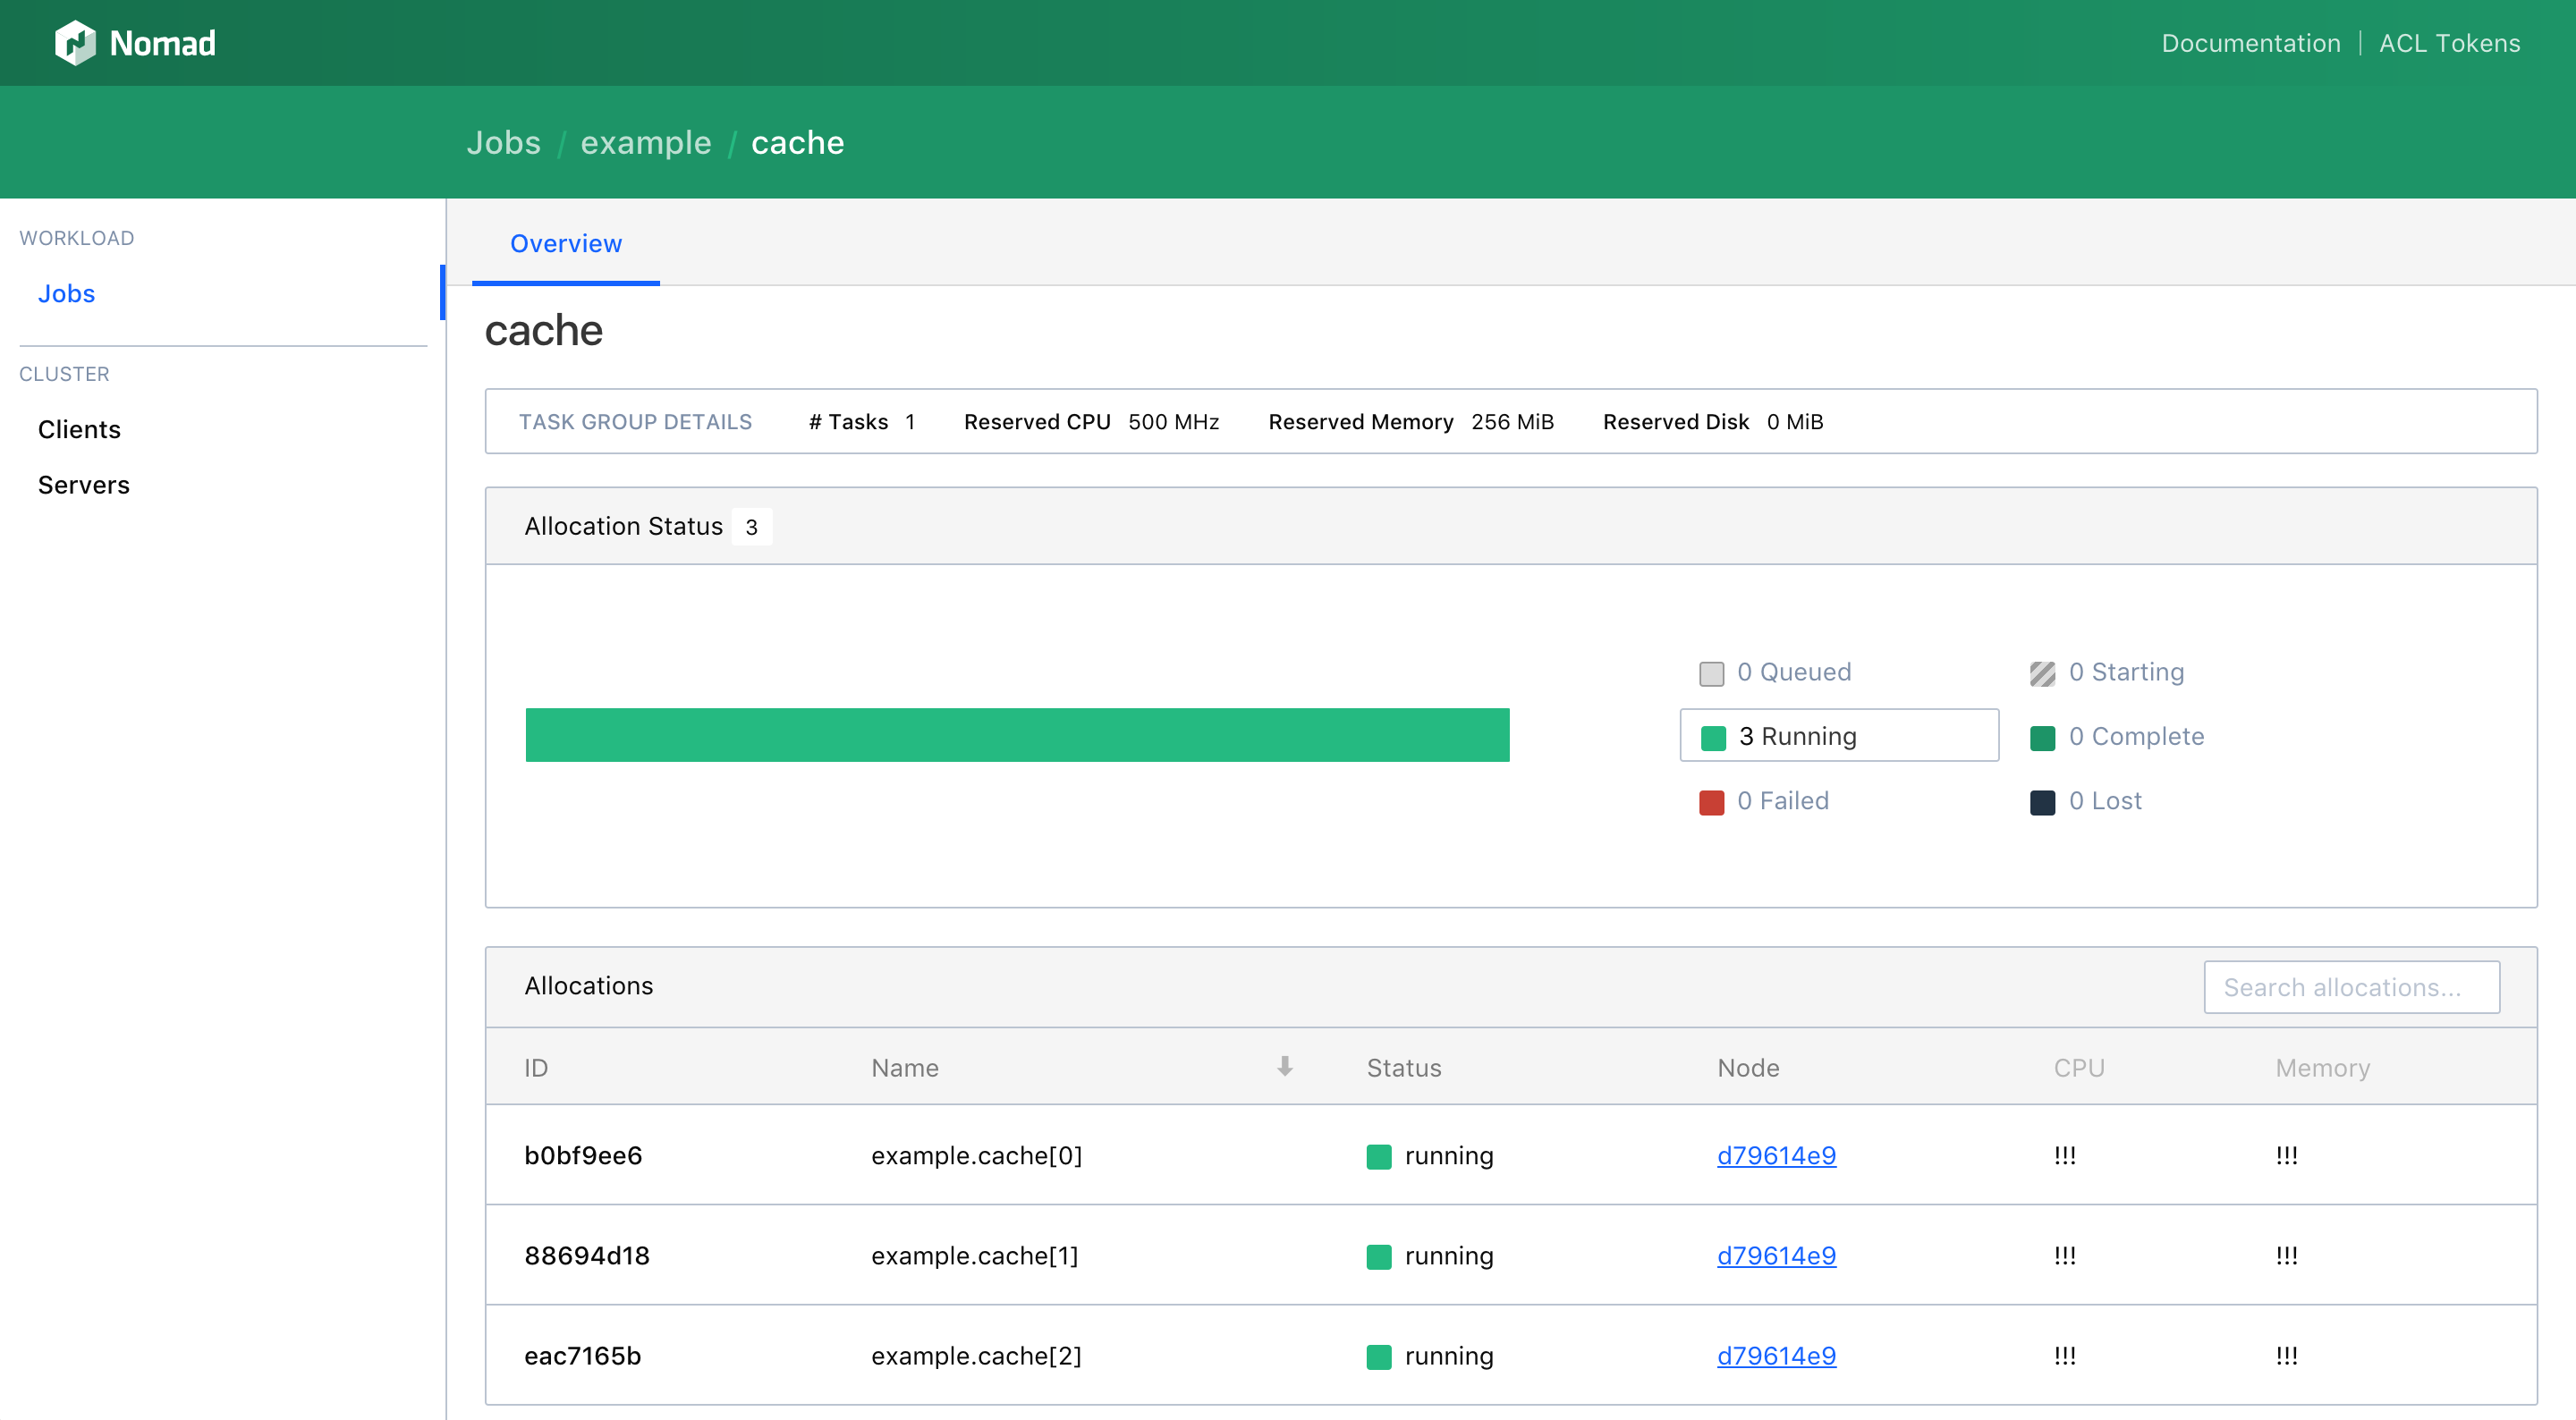 Nomad
Documentation | ACL Tokens
Jobs / example / cache
WORKLOAD
Jobs
CLUSTER
Clients
Servers
Overview
cache
TASK GROUP DETAILS # Tasks 1 Reserved CPU 500 MHz Reserved Memory 256 MiB Reserved Disk 0 MiB
Allocation Status 3
0 Queued 0 Starting
3 Running 0 Complete
0 Failed 0 Lost
Allocations Search allocations...
ID Name Status Node CPU Memory
b0bf9ee6 example.cache[0] running d79614e9 !!! !!!
88694d18 example.cache[1] running d79614e9 !!! !!!
eac7165b example.cache[2] running d79614e9 !!! !!!